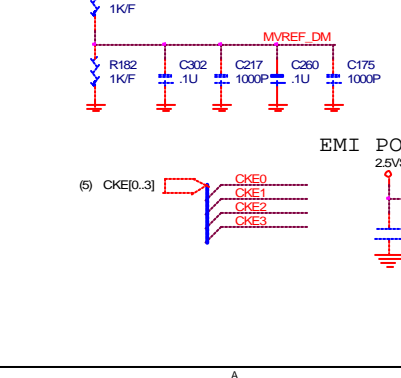 1K/F
MVREF_DM
R182 C302 C217 C260 C175
1K/F .1U 1000P .1U 1000P
EMI PO
2.5VS
(5) CKE[0..3]
CKE0
CKE1
CKE2
CKE3
A